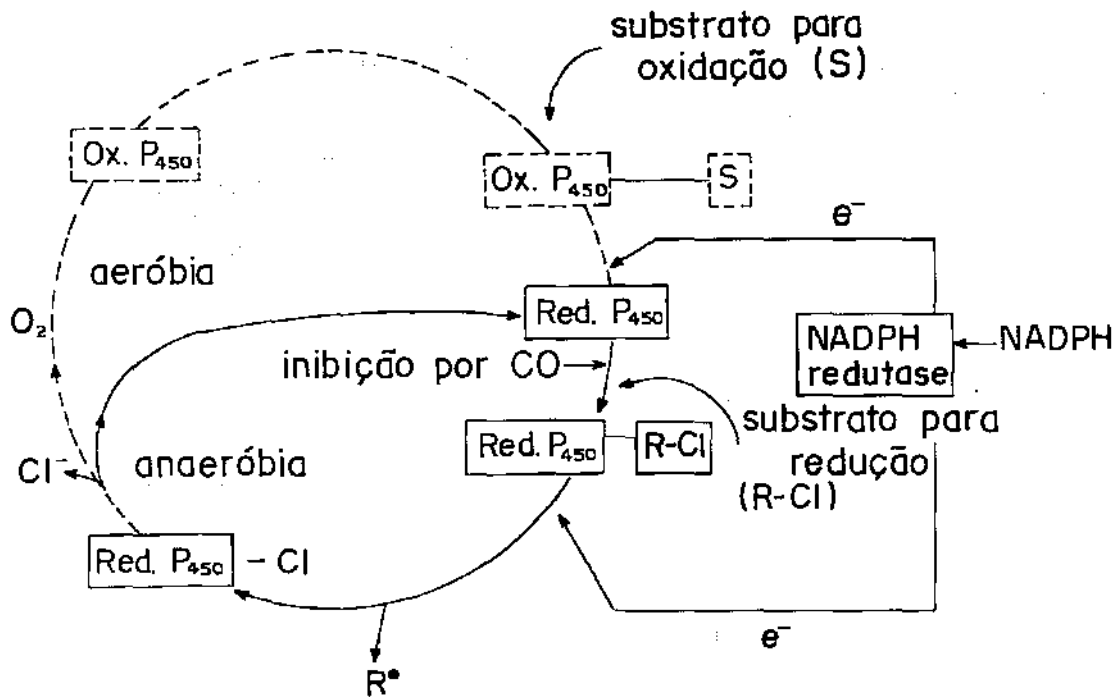 substrato para
oxidação (S)
Ox. P450
Ox. P450
S
e⁻
aeróbia
O₂
Red. P450
NADPH
redutase
NADPH
inibição por CO
substrato para
redução
(R-Cl)
Red. P450
R-Cl
Cl⁻
anaeróbia
Red. P450 - Cl
e⁻
R•